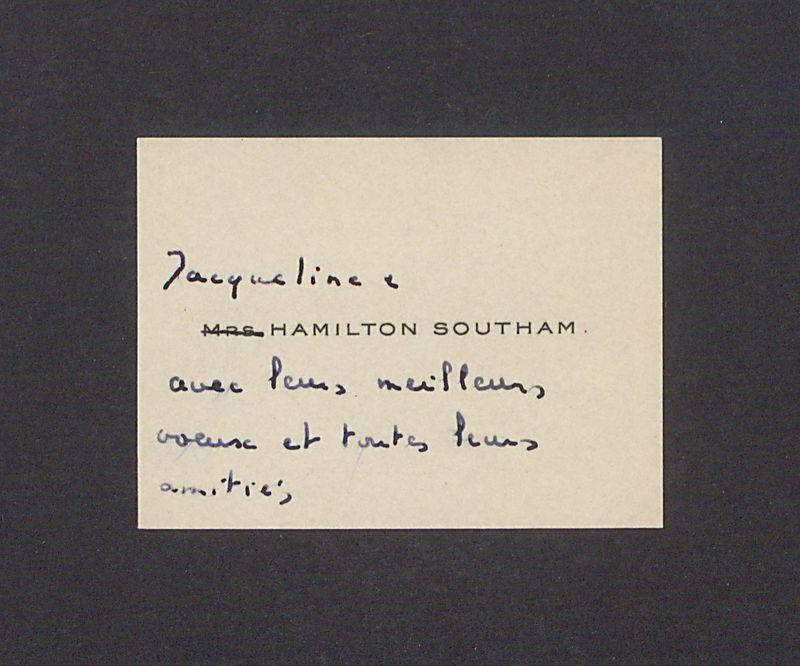 Jacqueline &
Mrs. HAMILTON SOUTHAM.
avec leurs meilleurs
voeux et toutes leurs
amitiés